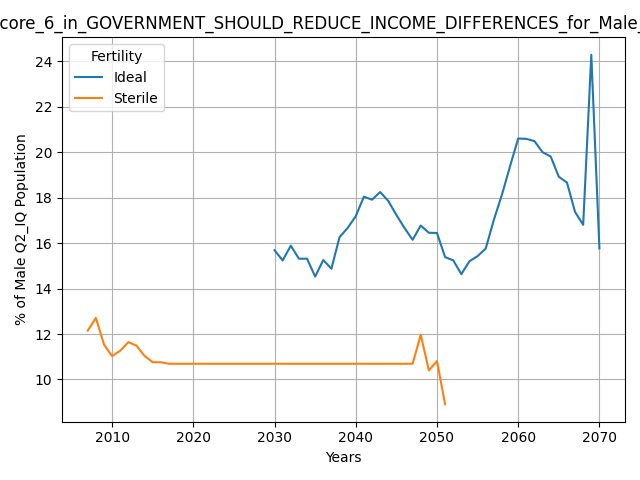 core_6_in_GOVERNMENT_SHOULD_REDUCE_INCOME_DIFFERENCES_for_Male_
Fertility
Ideal
Sterile
% of Male Q2_IQ Population
24
22
20
18
16
14
12
10
2010 2020 2030 2040 2050 2060 2070
Years